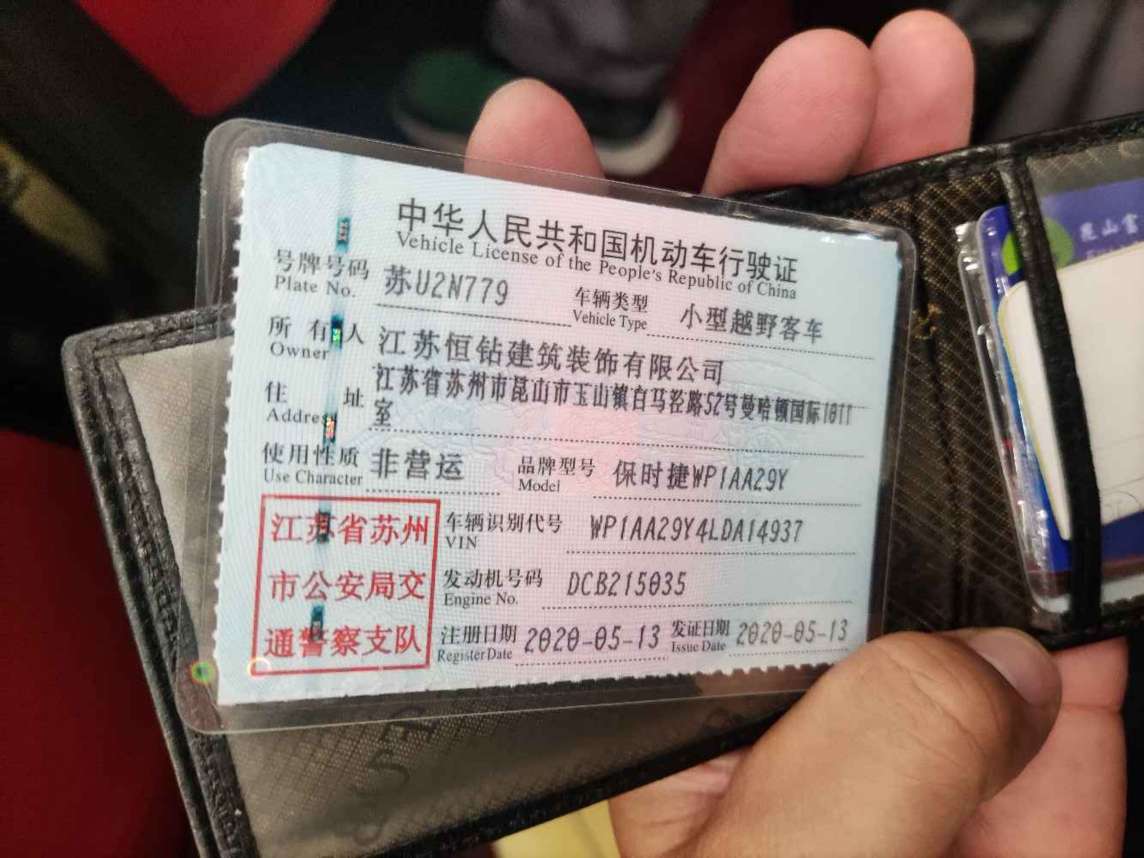 中华人民共和国机动车行驶证
Vehicle License of the People's Republic of China
号牌号码 苏U2N779 车辆类型 小型越野客车
Plate No. Vehicle Type
所有人 江苏恒钻建筑装饰有限公司
Owner
住址 江苏省苏州市昆山市玉山镇白马泾路52号曼哈顿国际1011
Address 室
使用性质 非营运 品牌型号 保时捷WP1AA29Y
Use Character Model
江苏省苏州
市公安局交
通警察支队
车辆识别代号 WP1AA29Y4LDA14937
VIN
发动机号码 DCB215035
Engine No.
注册日期 2020-05-13 发证日期 2020-05-13
Register Date Issue Date
昆山